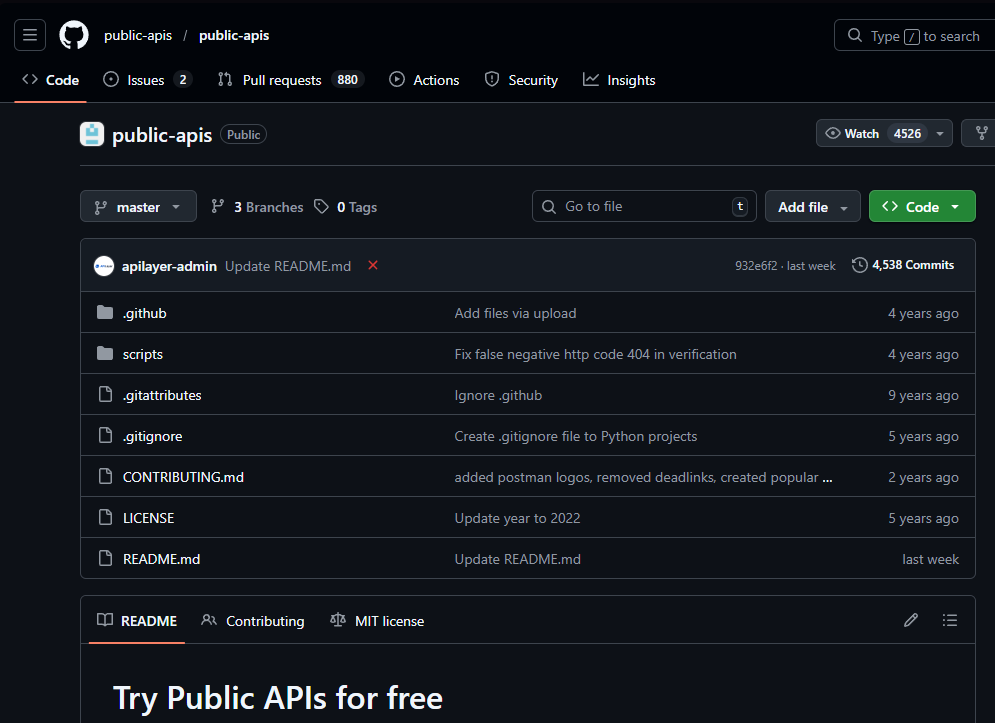 public-apis / public-apis Type / to search
Code Issues 2 Pull requests 880 Actions Security Insights
public-apis Public Watch 4526
master 3 Branches 0 Tags Go to file t Add file Code
apilayer-admin Update README.md 932e6f2 · last week 4,538 Commits
.github Add files via upload 4 years ago
scripts Fix false negative http code 404 in verification 4 years ago
.gitattributes Ignore .github 9 years ago
.gitignore Create .gitignore file to Python projects 5 years ago
CONTRIBUTING.md added postman logos, removed deadlinks, created popular ... 2 years ago
LICENSE Update year to 2022 5 years ago
README.md Update README.md last week
README Contributing MIT license
Try Public APIs for free